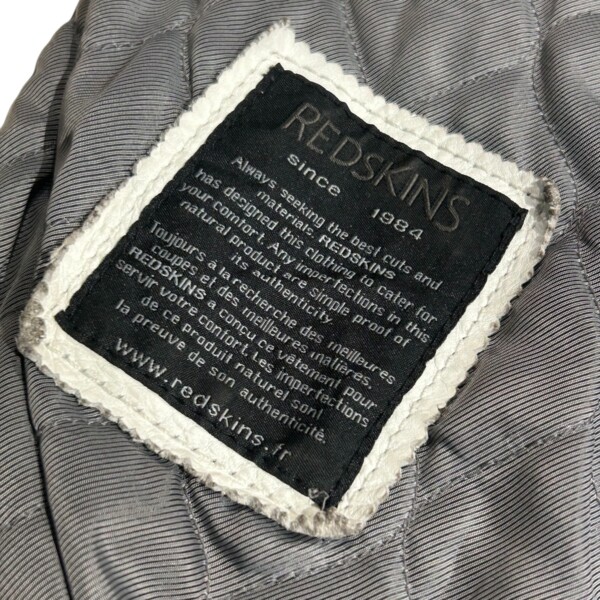 REDSKINS
since 1984
Always seeking the best cuts and
materials REDSKINS
has designed this clothing to cater for
your comfort. Any imperfections in this
natural product are simple proof of
its authenticity
Toujours à la recherche des meilleures
coupes et des meilleures matières,
REDSKINS a conçu ce vêtement pour
servir votre confort. Les imperfections
de ce produit naturel sont
la preuve de son authenticité.
www.redskins.fr